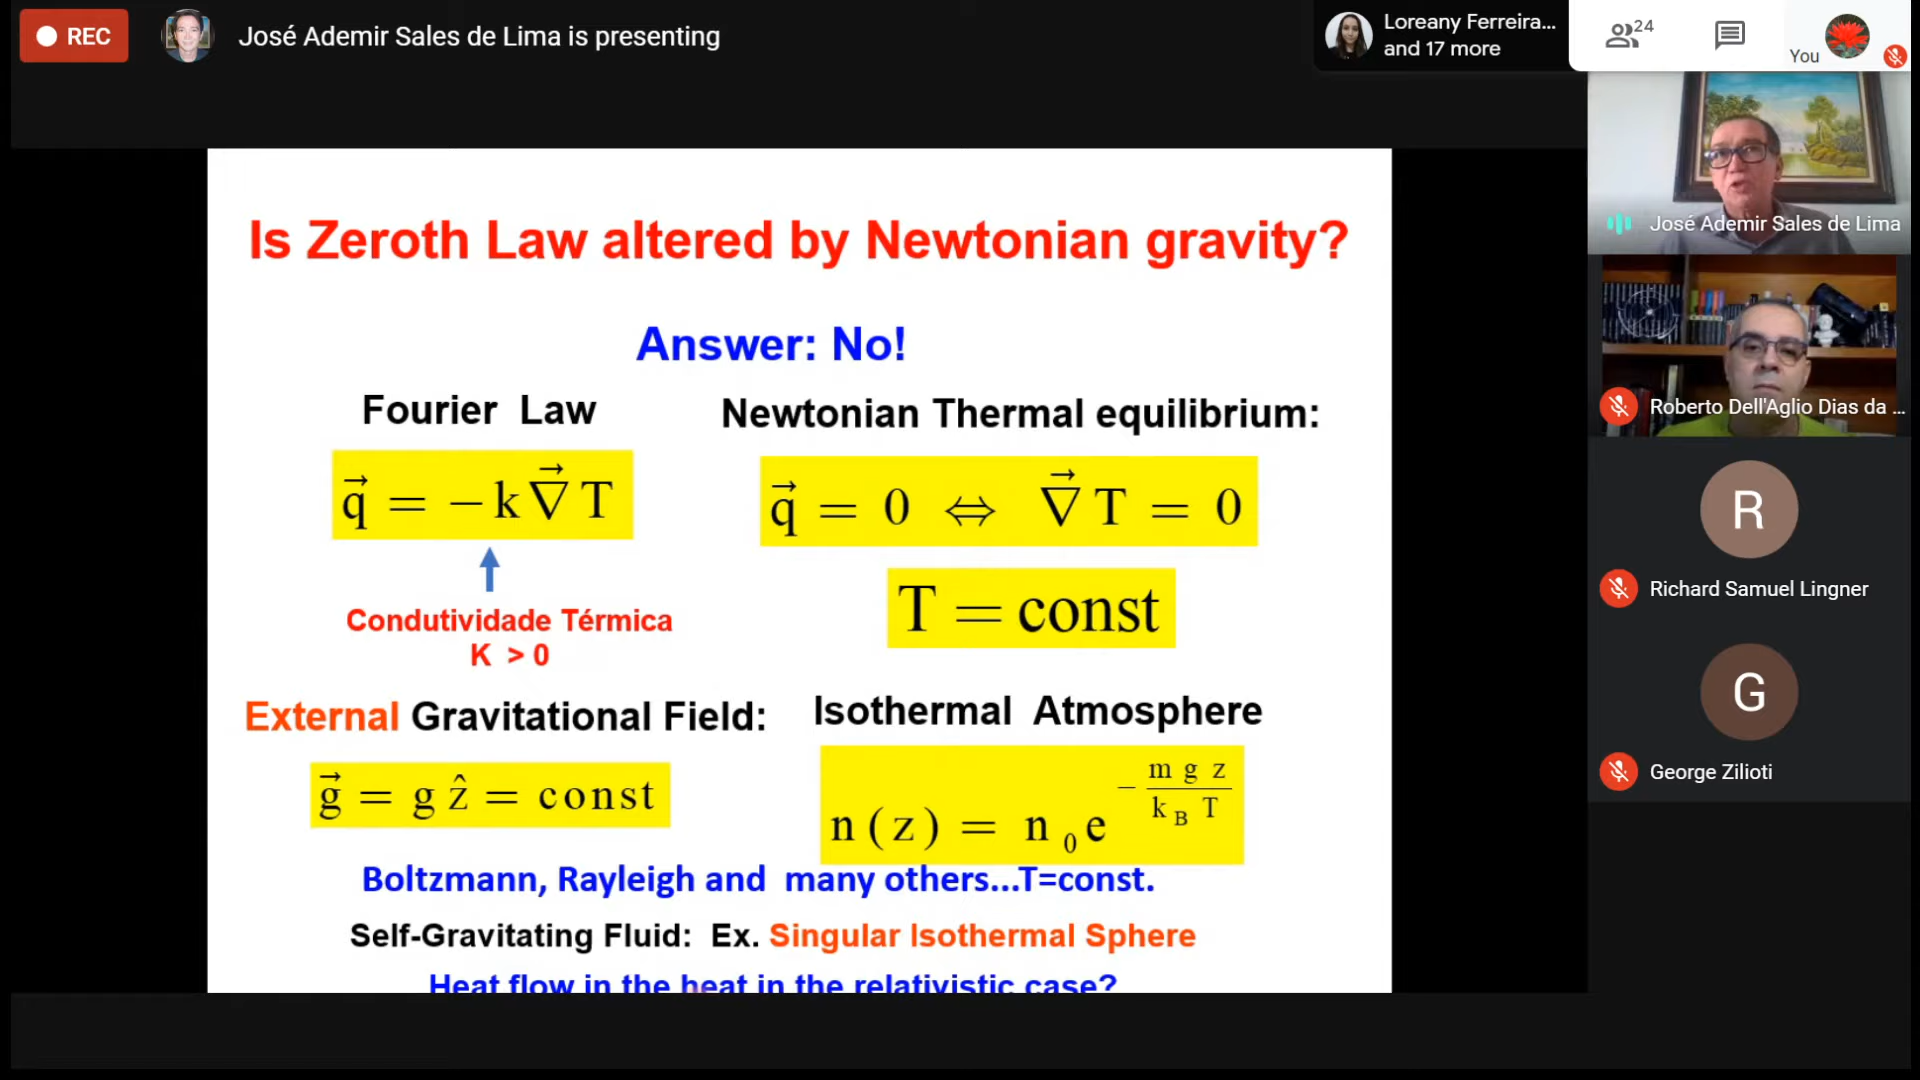 REC
José Ademir Sales de Lima is presenting
Loreany Ferreira...
and 17 more
24
You
Is Zeroth Law altered by Newtonian gravity?
Answer: No!
Fourier Law
q⃗ = −k ∇⃗ T
Condutividade Térmica
K > 0
Newtonian Thermal equilibrium:
q⃗ = 0 ⇔ ∇⃗ T = 0
T = const
External Gravitational Field:
g⃗ = g ẑ = const
Isothermal Atmosphere
n(z) = n₀e^(−mgz/k_B T)
Boltzmann, Rayleigh and many others...T=const.
Self-Gravitating Fluid: Ex. Singular Isothermal Sphere
Heat flow in the heat in the relativistic case?
José Ademir Sales de Lima
Roberto Dell'Aglio Dias da ...
R
Richard Samuel Lingner
G
George Zilioti